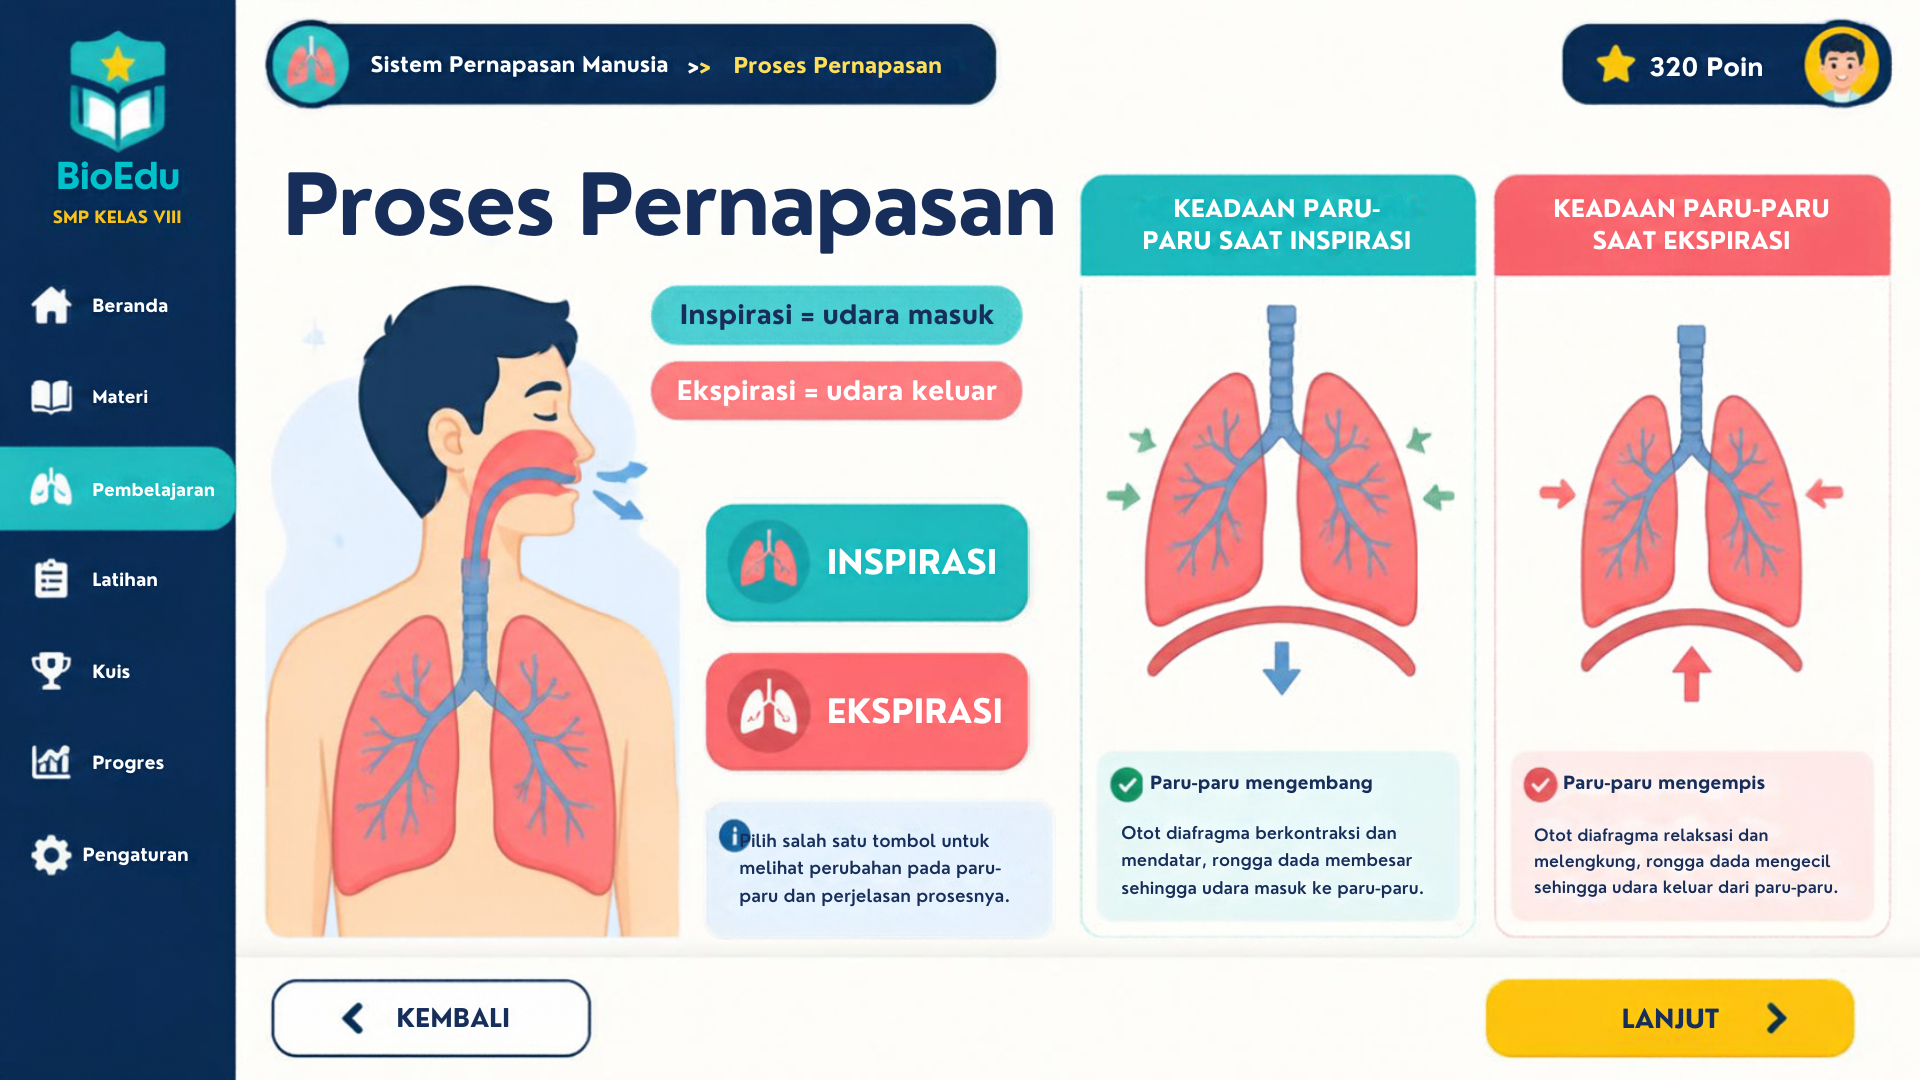 BioEdu
SMP KELAS VIII
Beranda
Materi
Pembelajaran
Latihan
Kuis
Progres
Pengaturan
Sistem Pernapasan Manusia >> Proses Pernapasan
320 Poin
Proses Pernapasan
Inspirasi = udara masuk
Ekspirasi = udara keluar
INSPIRASI
EKSPIRASI
i
Pilih salah satu tombol untuk
melihat perubahan pada paru-
paru dan perjelasan prosesnya.
KEADAAN PARU-
PARU SAAT INSPIRASI
Paru-paru mengembang
Otot diafragma berkontraksi dan
mendatar, rongga dada membesar
sehingga udara masuk ke paru-paru.
KEADAAN PARU-PARU
SAAT EKSPIRASI
Paru-paru mengempis
Otot diafragma relaksasi dan
melengkung, rongga dada mengecil
sehingga udara keluar dari paru-paru.
KEMBALI
LANJUT